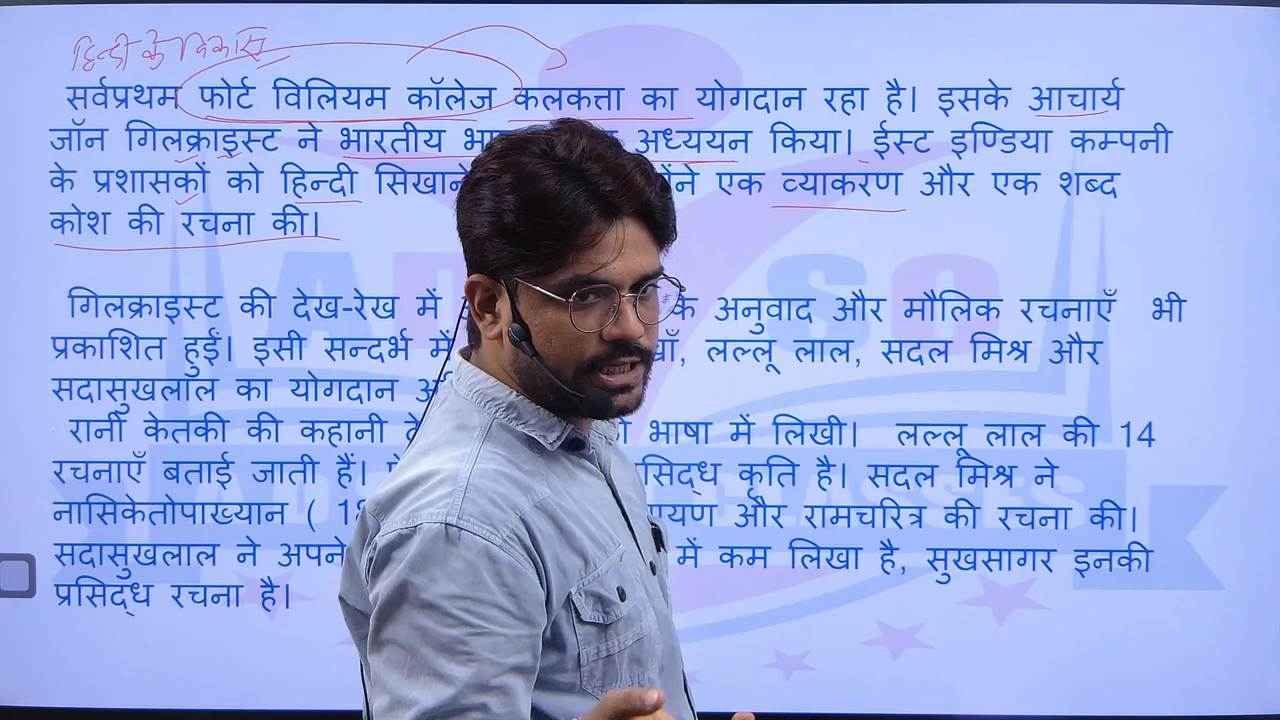 हिन्दी के विकास
सर्वप्रथम फोर्ट विलियम कॉलेज कलकत्ता का योगदान रहा है। इसके आचार्य
जॉन गिलक्राइस्ट ने भारतीय अध्ययन किया। ईस्ट इण्डिया कम्पनी
के प्रशासकों को हिन्दी सिखाने एक व्याकरण और एक शब्द
कोश की रचना की।
गिलक्राइस्ट की देख-रेख में के अनुवाद और मौलिक रचनाएँ भी
प्रकाशित हुईं। इसी सन्दर्भ में लल्लू लाल, सदल मिश्र और
सदासुखलाल का योगदान
रानी केतकी की कहानी भाषा में लिखी। लल्लू लाल की 14
रचनाएँ बताई जाती हैं। कृति है। सदल मिश्र ने
नासिकेतोपाख्यान ( और रामचरित्र की रचना की।
सदासुखलाल ने अपने में कम लिखा है, सुखसागर इनकी
प्रसिद्ध रचना है।
CLASSES